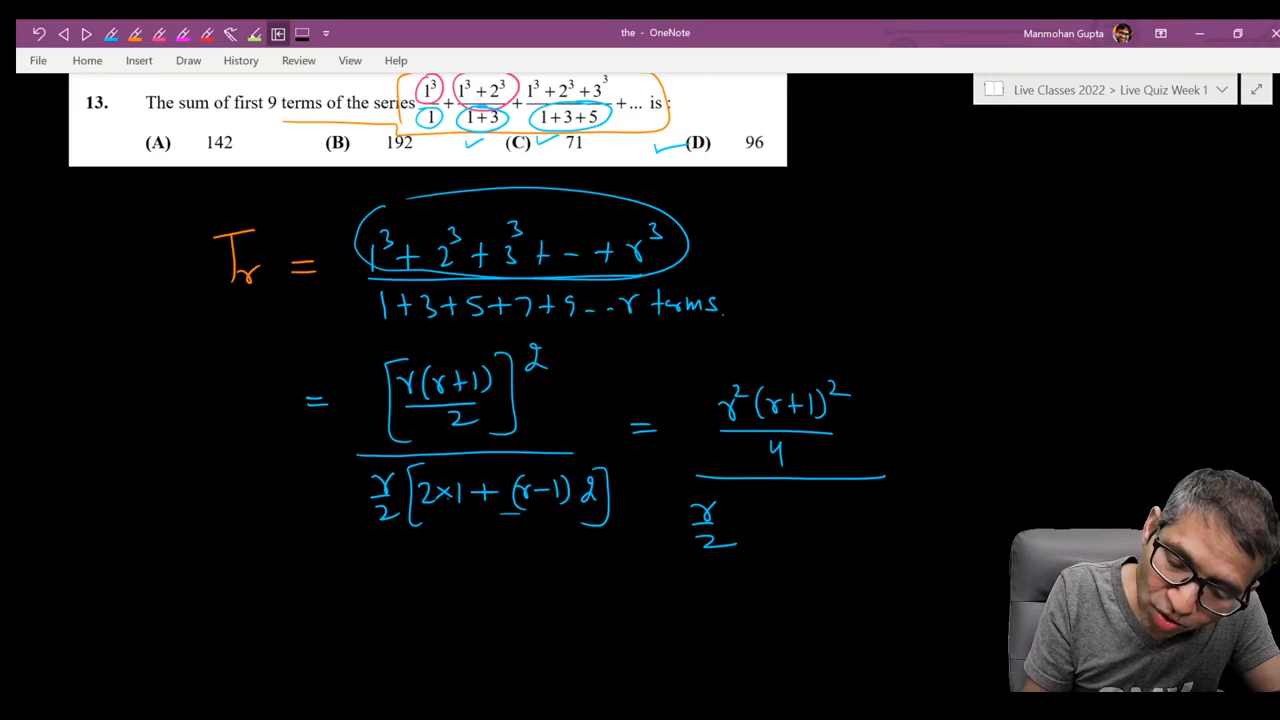 the - OneNote
Manmohan Gupta
File Home Insert Draw History Review View Help
Live Classes 2022 > Live Quiz Week 1
13. The sum of first 9 terms of the series 1³/1 + (1³ + 2³)/(1 + 3) + (1³ + 2³ + 3³)/(1 + 3 + 5) + ... is :
(A) 142 (B) 192 (C) 71 (D) 96
Tr = (1³ + 2³ + 3³ + -- + r³)/(1+3+5+7+9...r terms.)
= [r(r+1)/2]²/(r/2[2×1 + (r-1)2]) = (r²(r+1)²/4)/(r/2